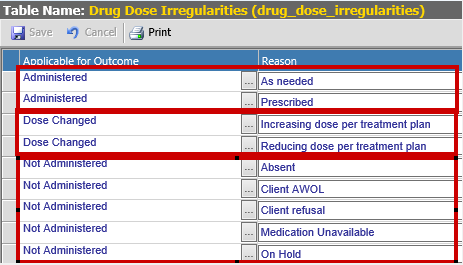 Table Name: Drug Dose Irregularities (drug_dose_irregularities)
Save Cancel Print
Applicable for Outcome Reason
Administered ... As needed
Administered ... Prescribed
Dose Changed ... Increasing dose per treatment plan
Dose Changed ... Reducing dose per treatment plan
Not Administered ... Absent
Not Administered ... Client AWOL
Not Administered ... Client refusal
Not Administered ... Medication Unavailable
Not Administered ... On Hold